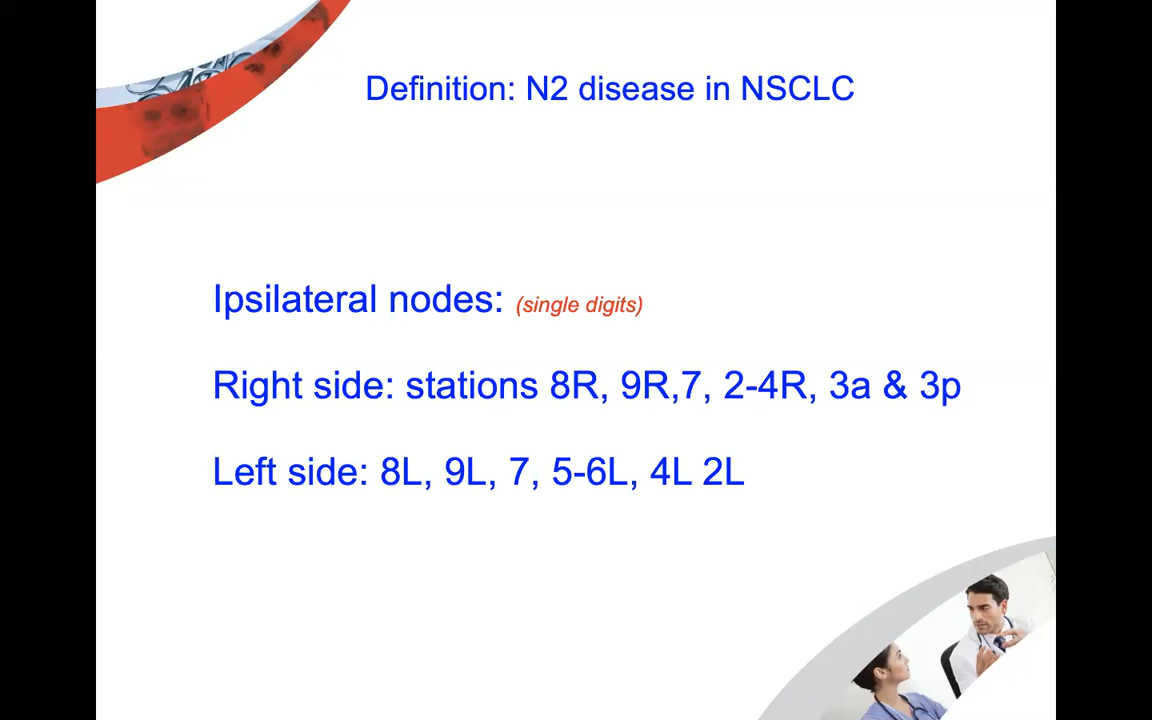 Definition: N2 disease in NSCLC
Ipsilateral nodes: (single digits)
Right side: stations 8R, 9R,7, 2-4R, 3a & 3p
Left side: 8L, 9L, 7, 5-6L, 4L 2L